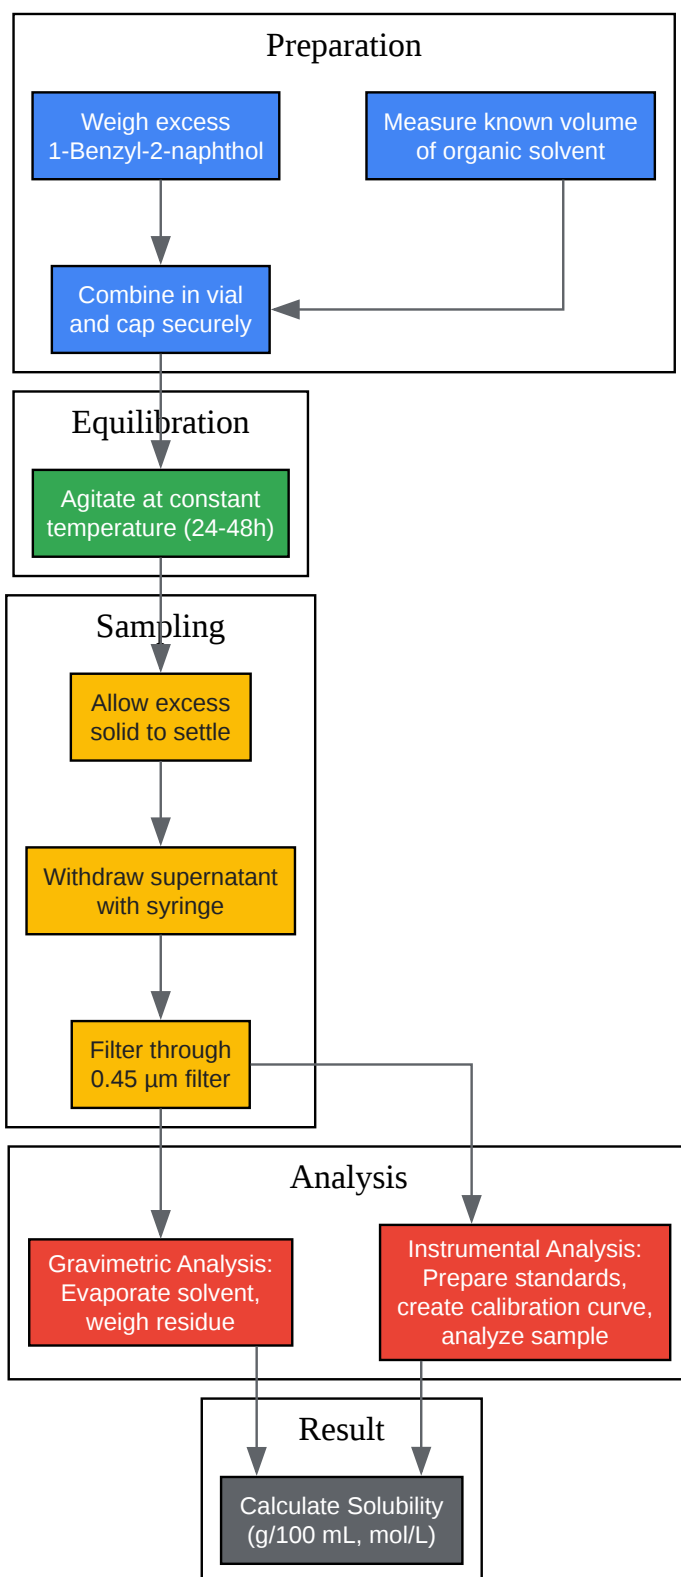 Preparation
Weigh excess
1-Benzyl-2-naphthol
Measure known volume
of organic solvent
Combine in vial
and cap securely
Equilibration
Agitate at constant
temperature (24-48h)
Sampling
Allow excess
solid to settle
Withdraw supernatant
with syringe
Filter through
0.45 µm filter
Analysis
Gravimetric Analysis:
Evaporate solvent,
weigh residue
Instrumental Analysis:
Prepare standards,
create calibration curve,
analyze sample
Result
Calculate Solubility
(g/100 mL, mol/L)